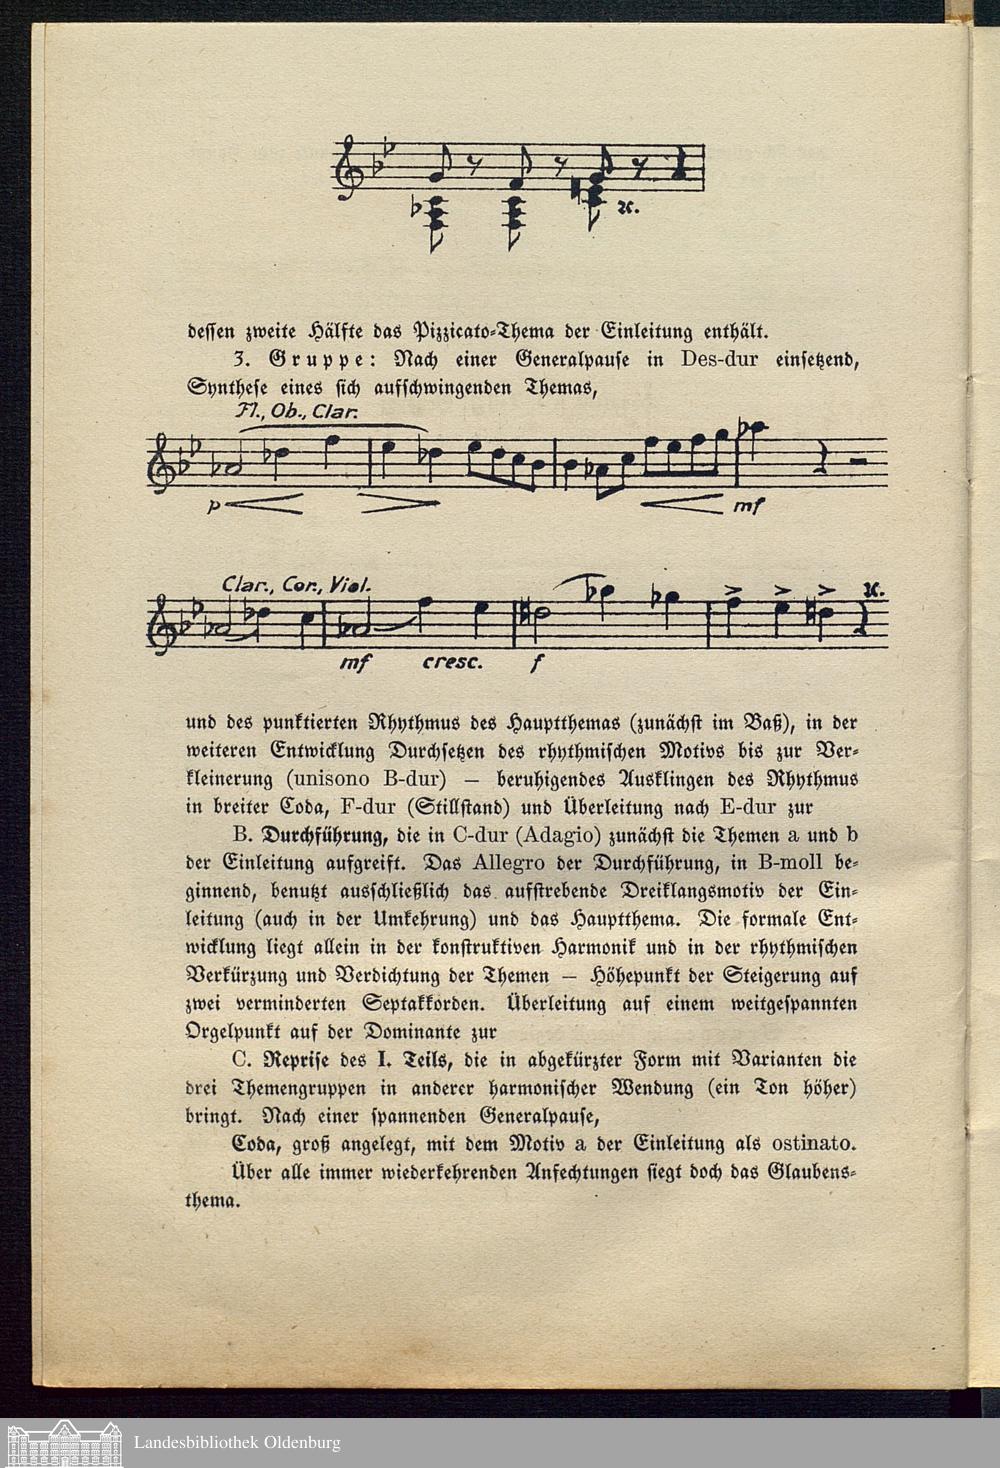 ꝛc.
dessen zweite Hälfte das Pizzicato-Thema der Einleitung enthält.
3. Gruppe: Nach einer Generalpause in Des-dur einsetzend,
Synthese eines sich aufschwingenden Themas,
Fl., Ob., Clar.
p mf
Clar., Cor., Viol.
ꝛc.
mf cresc. f
und des punktierten Rhythmus des Hauptthemas (zunächst im Baß), in der
weiteren Entwicklung Durchsetzen des rhythmischen Motivs bis zur Ver-
kleinerung (unisono B-dur) — beruhigendes Ausklingen des Rhythmus
in breiter Coda, F-dur (Stillstand) und Überleitung nach E-dur zur
B. Durchführung, die in C-dur (Adagio) zunächst die Themen a und b
der Einleitung aufgreift. Das Allegro der Durchführung, in B-moll be-
ginnend, benutzt ausschließlich das aufstrebende Dreiklangsmotiv der Ein-
leitung (auch in der Umkehrung) und das Hauptthema. Die formale Ent-
wicklung liegt allein in der konstruktiven Harmonik und in der rhythmischen
Verkürzung und Verdichtung der Themen — Höhepunkt der Steigerung auf
zwei verminderten Septakkorden. Überleitung auf einem weitgespannten
Orgelpunkt auf der Dominante zur
C. Reprise des I. Teils, die in abgekürzter Form mit Varianten die
drei Themengruppen in anderer harmonischer Wendung (ein Ton höher)
bringt. Nach einer spannenden Generalpause,
Coda, groß angelegt, mit dem Motiv a der Einleitung als ostinato.
Über alle immer wiederkehrenden Anfechtungen siegt doch das Glaubens-
thema.
Landesbibliothek Oldenburg